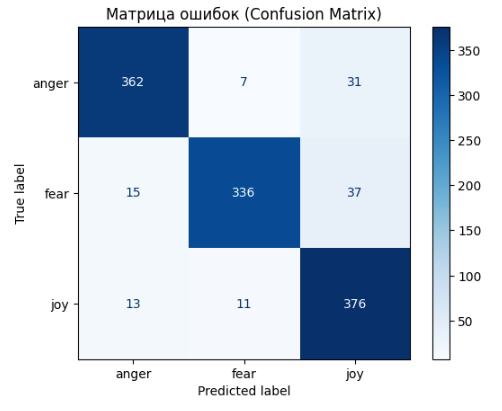 Матрица ошибок (Confusion Matrix)
anger 362 7 31
fear 15 336 37
joy 13 11 376
anger fear joy
Predicted label
True label
350
300
250
200
150
100
50